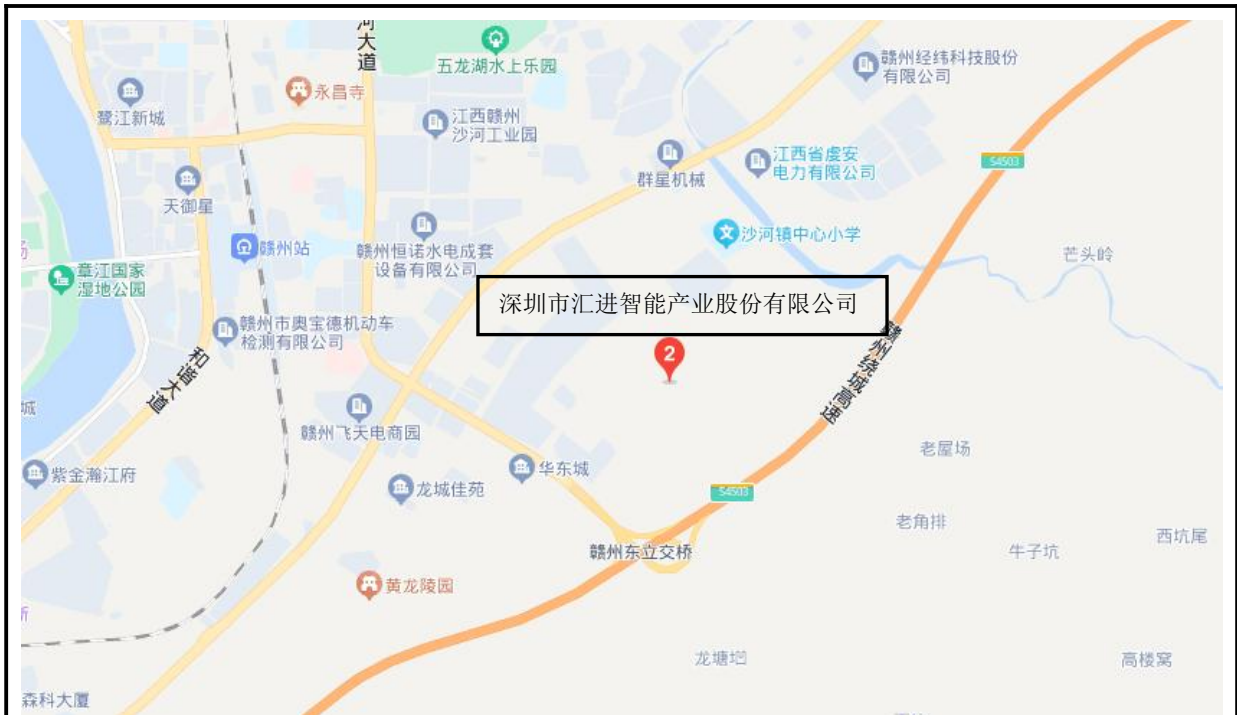 河大道
五龙湖水上乐园
赣州经纬科技股份
有限公司
鹭江新城
永昌寺
江西赣州
沙河工业园
群星机械
江西省虔安
电力有限公司
S4503
天御星
赣州站
赣州恒诺水电成套
设备有限公司
沙河镇中心小学
芒头岭
章江国家
湿地公园
深圳市汇进智能产业股份有限公司
赣州市奥宝德机动车
检测有限公司
和谐大道
2
赣州绕城高速
城
赣州飞天电商园
老屋场
紫金瀚江府
龙城佳苑
华东城
S4503
老角排
牛子坑
西坑尾
赣州东立交桥
黄龙陵园
龙塘坳
高楼窝
森科大厦